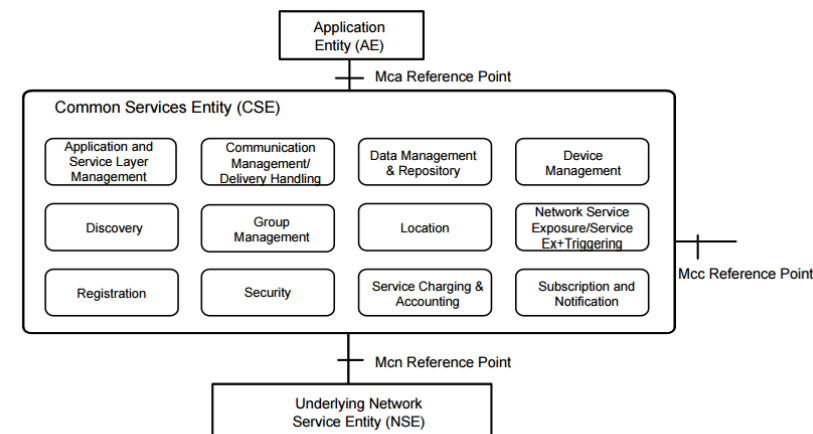 Application
Entity (AE)
Mca Reference Point
Common Services Entity (CSE)
Application and
Service Layer
Management
Communication
Management/
Delivery Handling
Data Management
& Repository
Device
Management
Discovery
Group
Management
Location
Network Service
Exposure/Service
Ex+Triggering
Mcc Reference Point
Registration
Security
Service Charging &
Accounting
Subscription and
Notification
Mcn Reference Point
Underlying Network
Service Entity (NSE)